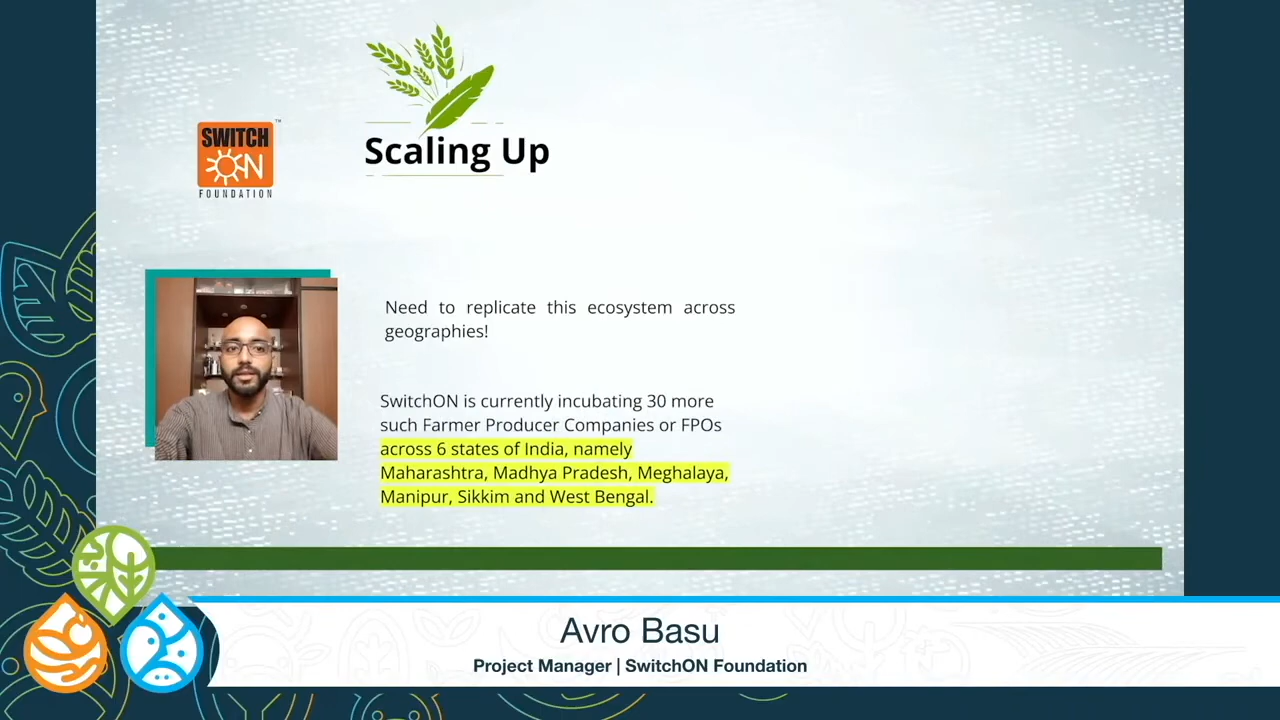 SWITCH
ON
FOUNDATION
™
Scaling Up
Need to replicate this ecosystem across
geographies!
SwitchON is currently incubating 30 more
such Farmer Producer Companies or FPOs
across 6 states of India, namely
Maharashtra, Madhya Pradesh, Meghalaya,
Manipur, Sikkim and West Bengal.
Avro Basu
Project Manager | SwitchON Foundation